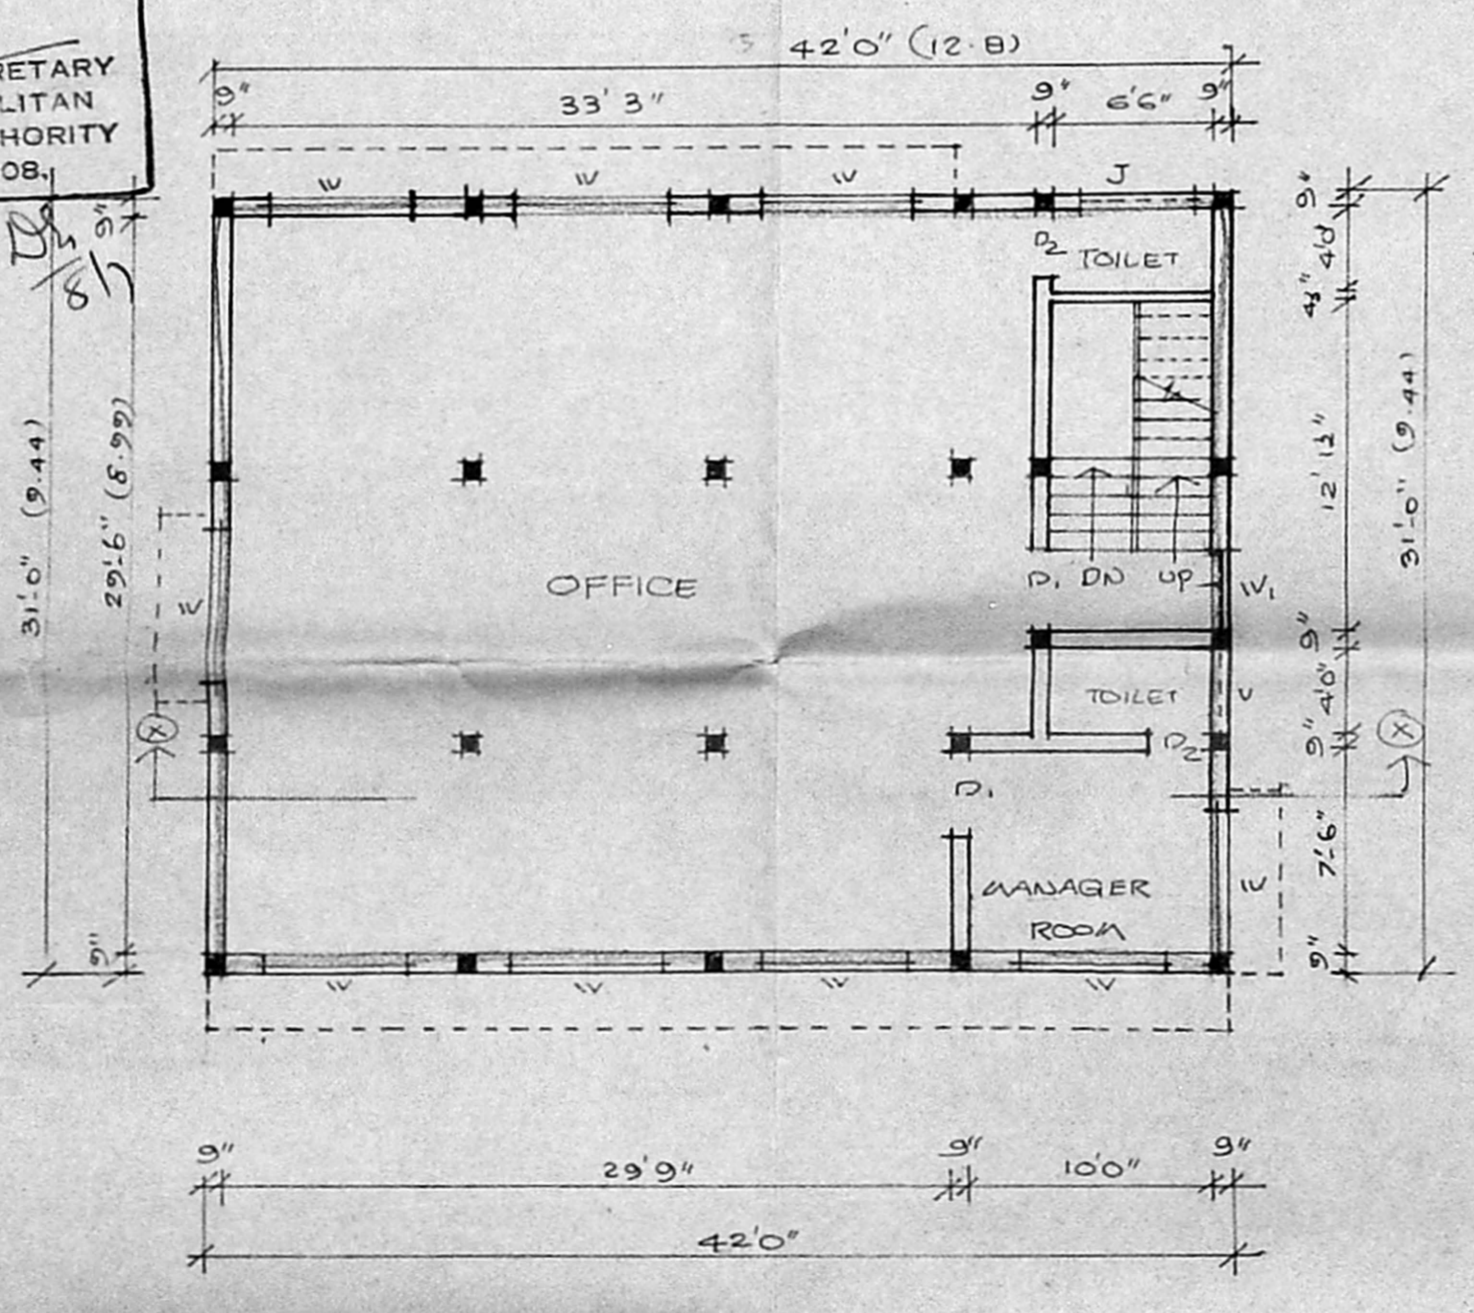 RETARY
LITAN
HORITY
08.
42'0" (12.8)
9"
33' 3"
9"
6'6"
9"
W
W
W
J
9"
9"
D2
TOILET
4'0
4½"
31'-0" (9.44)
29'-6" (8.99)
12' 1½"
31'-0" (9.44)
OFFICE
D1
DN
UP
W1
W
9"
TOILET
V
4'0"
X
D2
9"
X
D1
7'-6"
MANAGER
ROOM
W
9"
9"
W
W
W
W
9"
29'9"
9"
10'0"
9"
42'0"